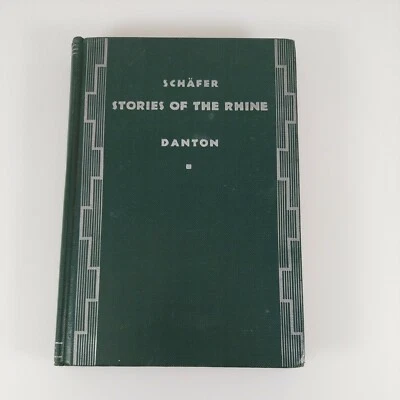 SCHÄFER
STORIES OF THE RHINE
DANTON